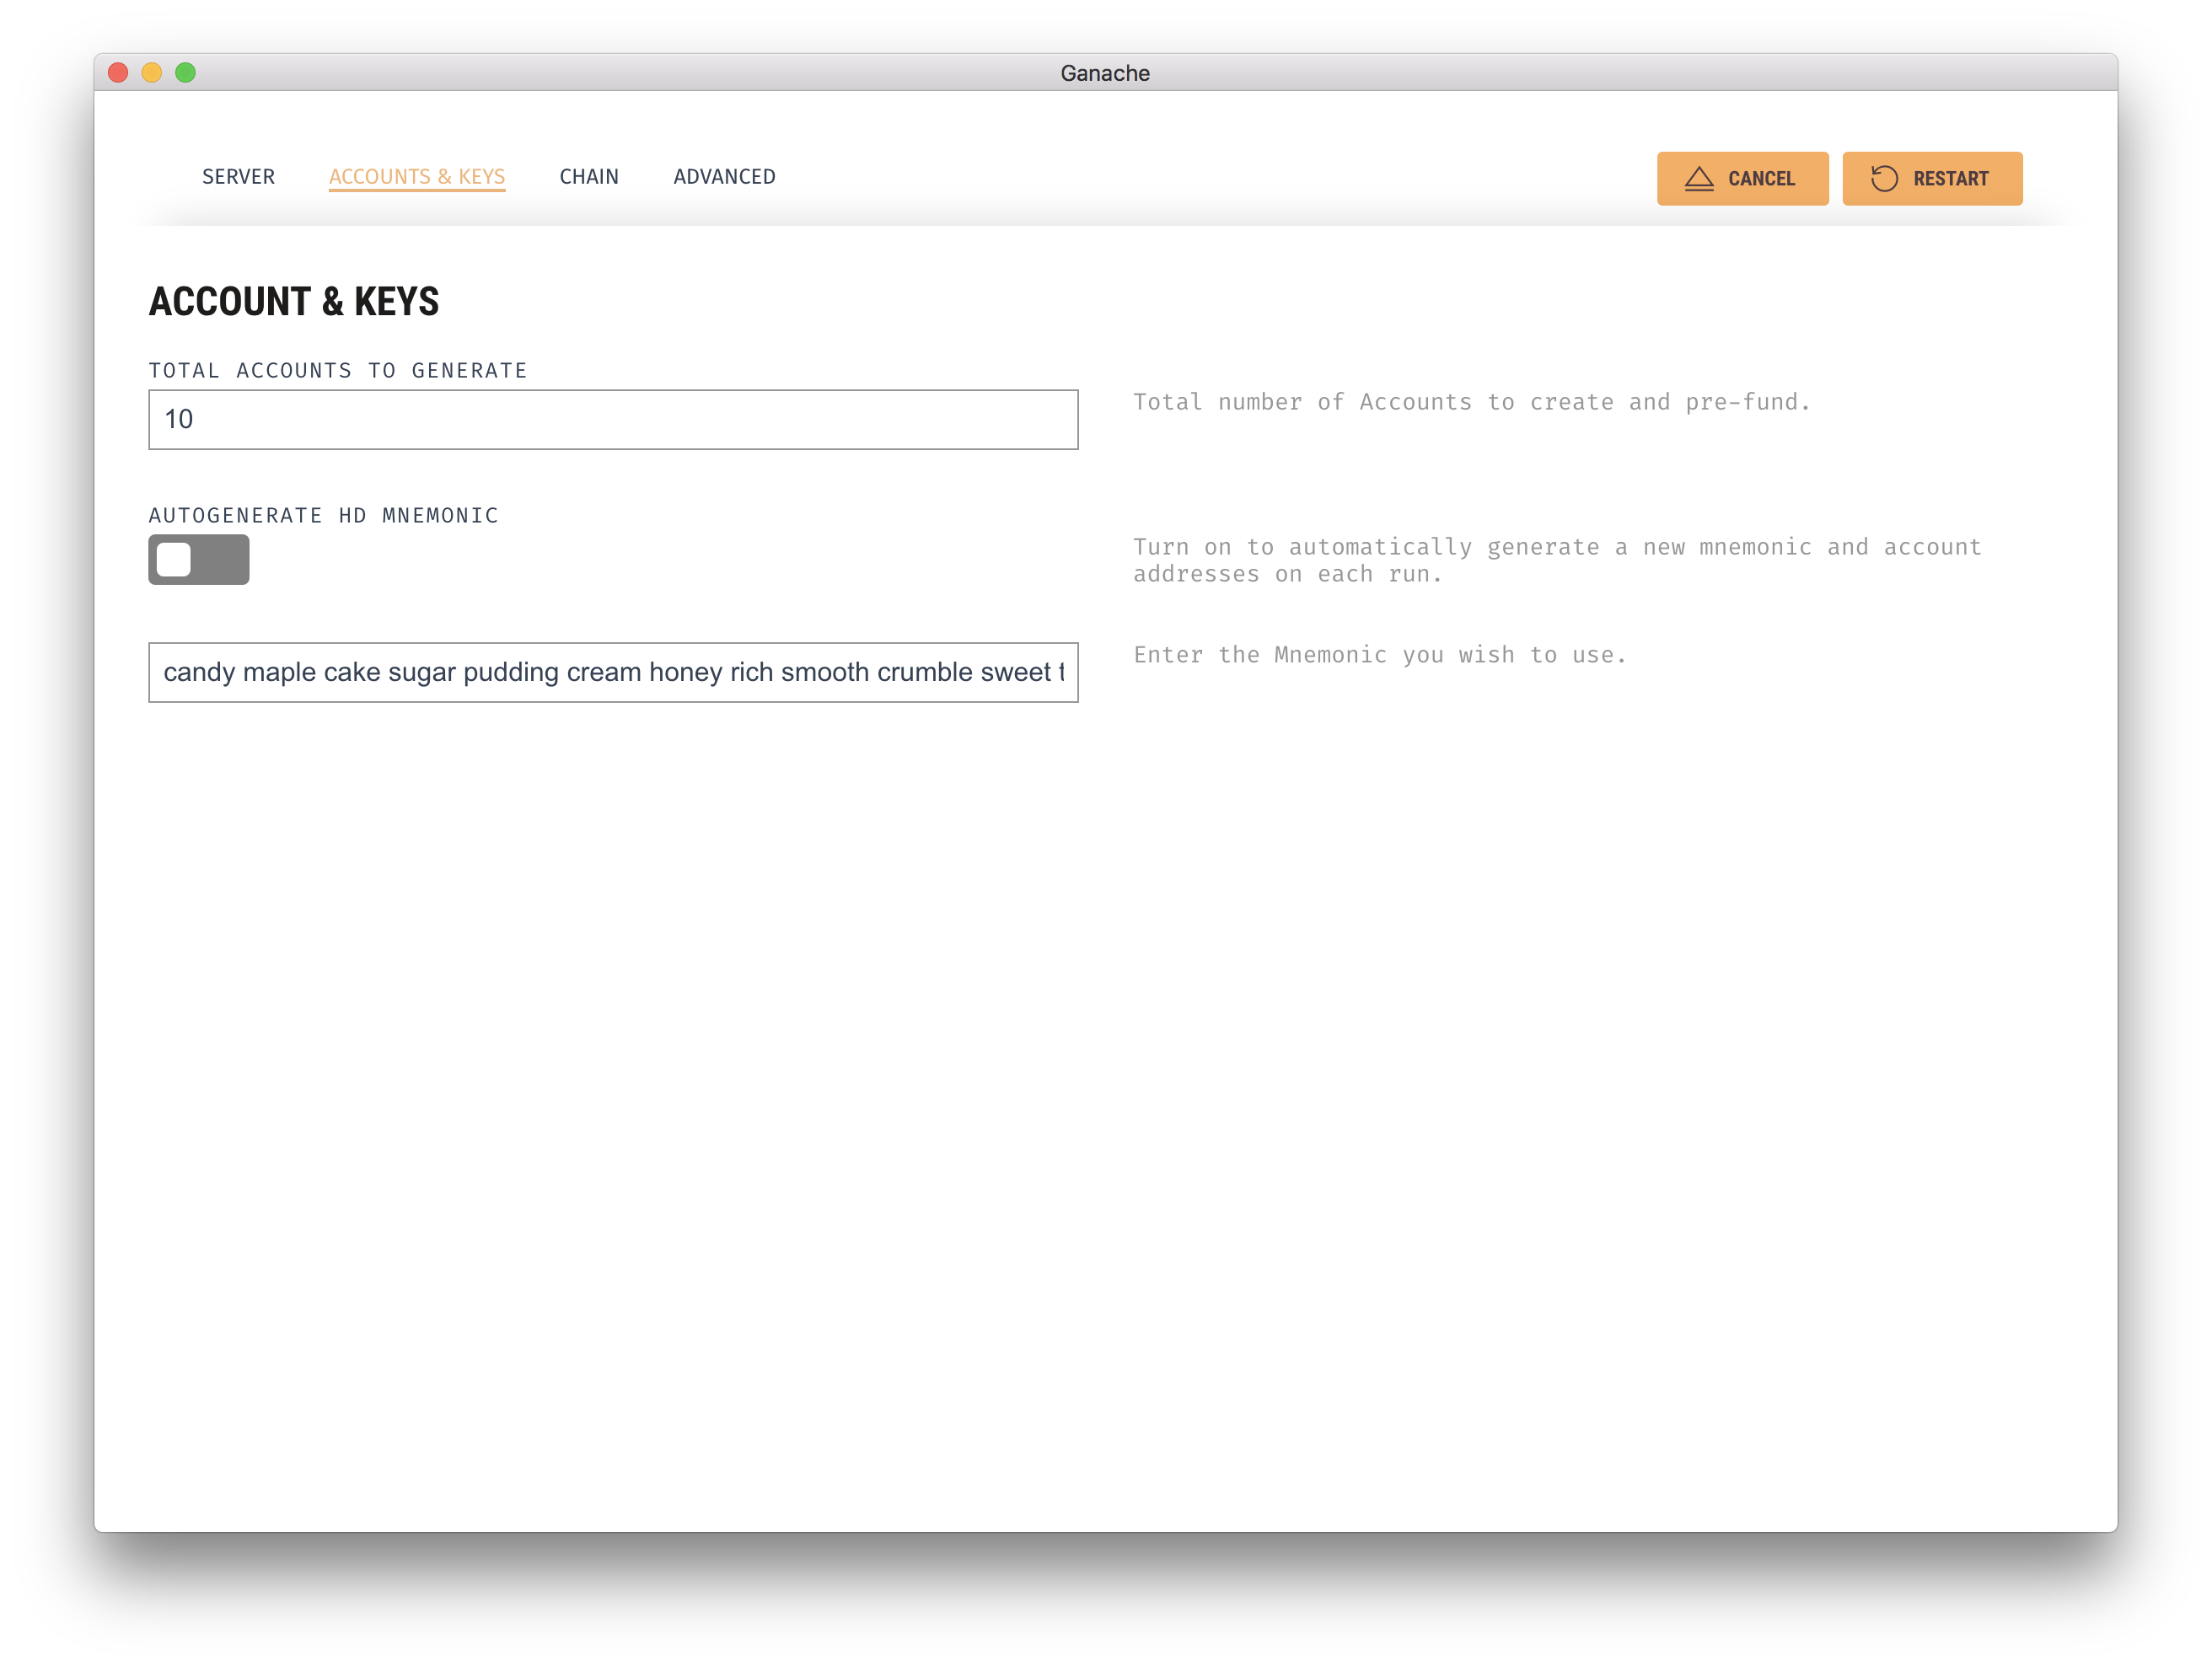 Ganache
SERVER ACCOUNTS & KEYS CHAIN ADVANCED CANCEL RESTART
ACCOUNT & KEYS
TOTAL ACCOUNTS TO GENERATE
10
Total number of Accounts to create and pre-fund.
AUTOGENERATE HD MNEMONIC
Turn on to automatically generate a new mnemonic and account
addresses on each run.
candy maple cake sugar pudding cream honey rich smooth crumble sweet
Enter the Mnemonic you wish to use.